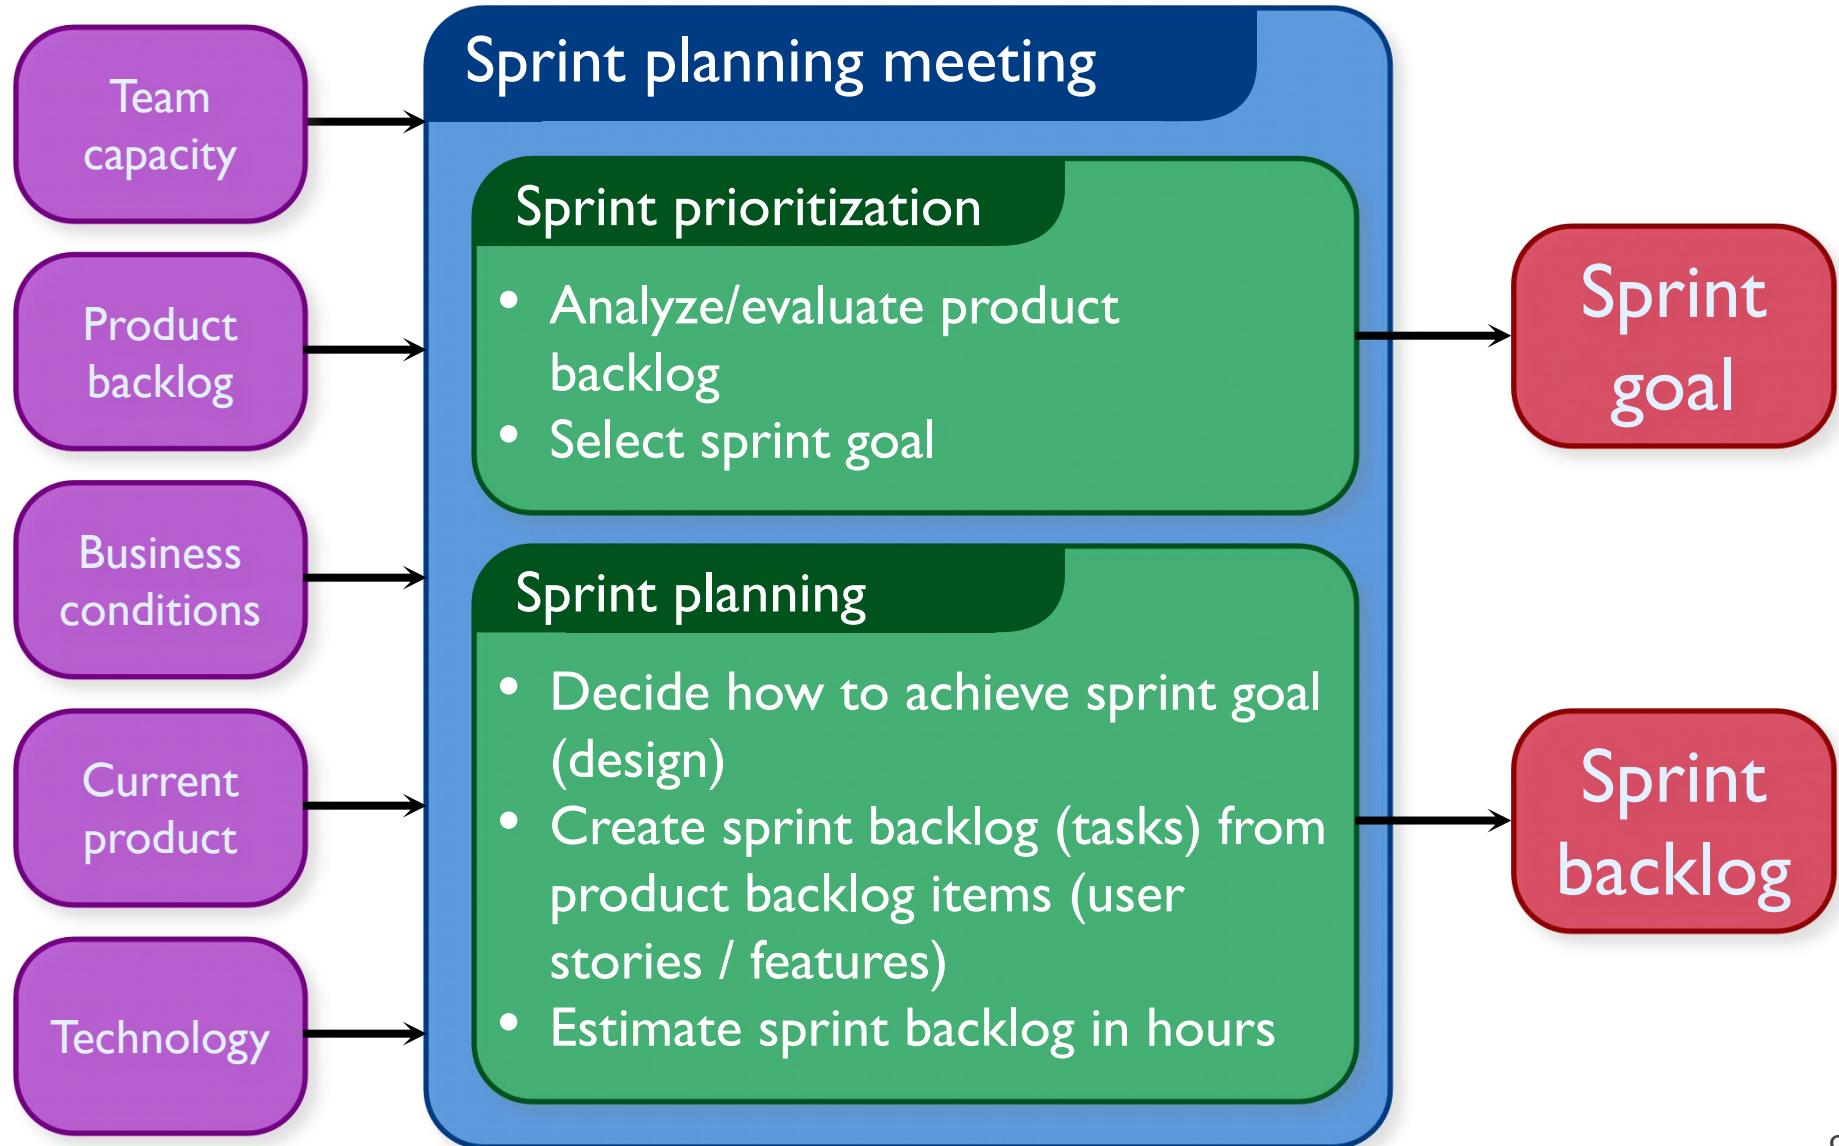 Team
capacity
Product
backlog
Business
conditions
Current
product
Technology
Sprint planning meeting
Sprint prioritization
• Analyze/evaluate product
backlog
• Select sprint goal
Sprint planning
• Decide how to achieve sprint goal
(design)
• Create sprint backlog (tasks) from
product backlog items (user
stories / features)
• Estimate sprint backlog in hours
Sprint
goal
Sprint
backlog